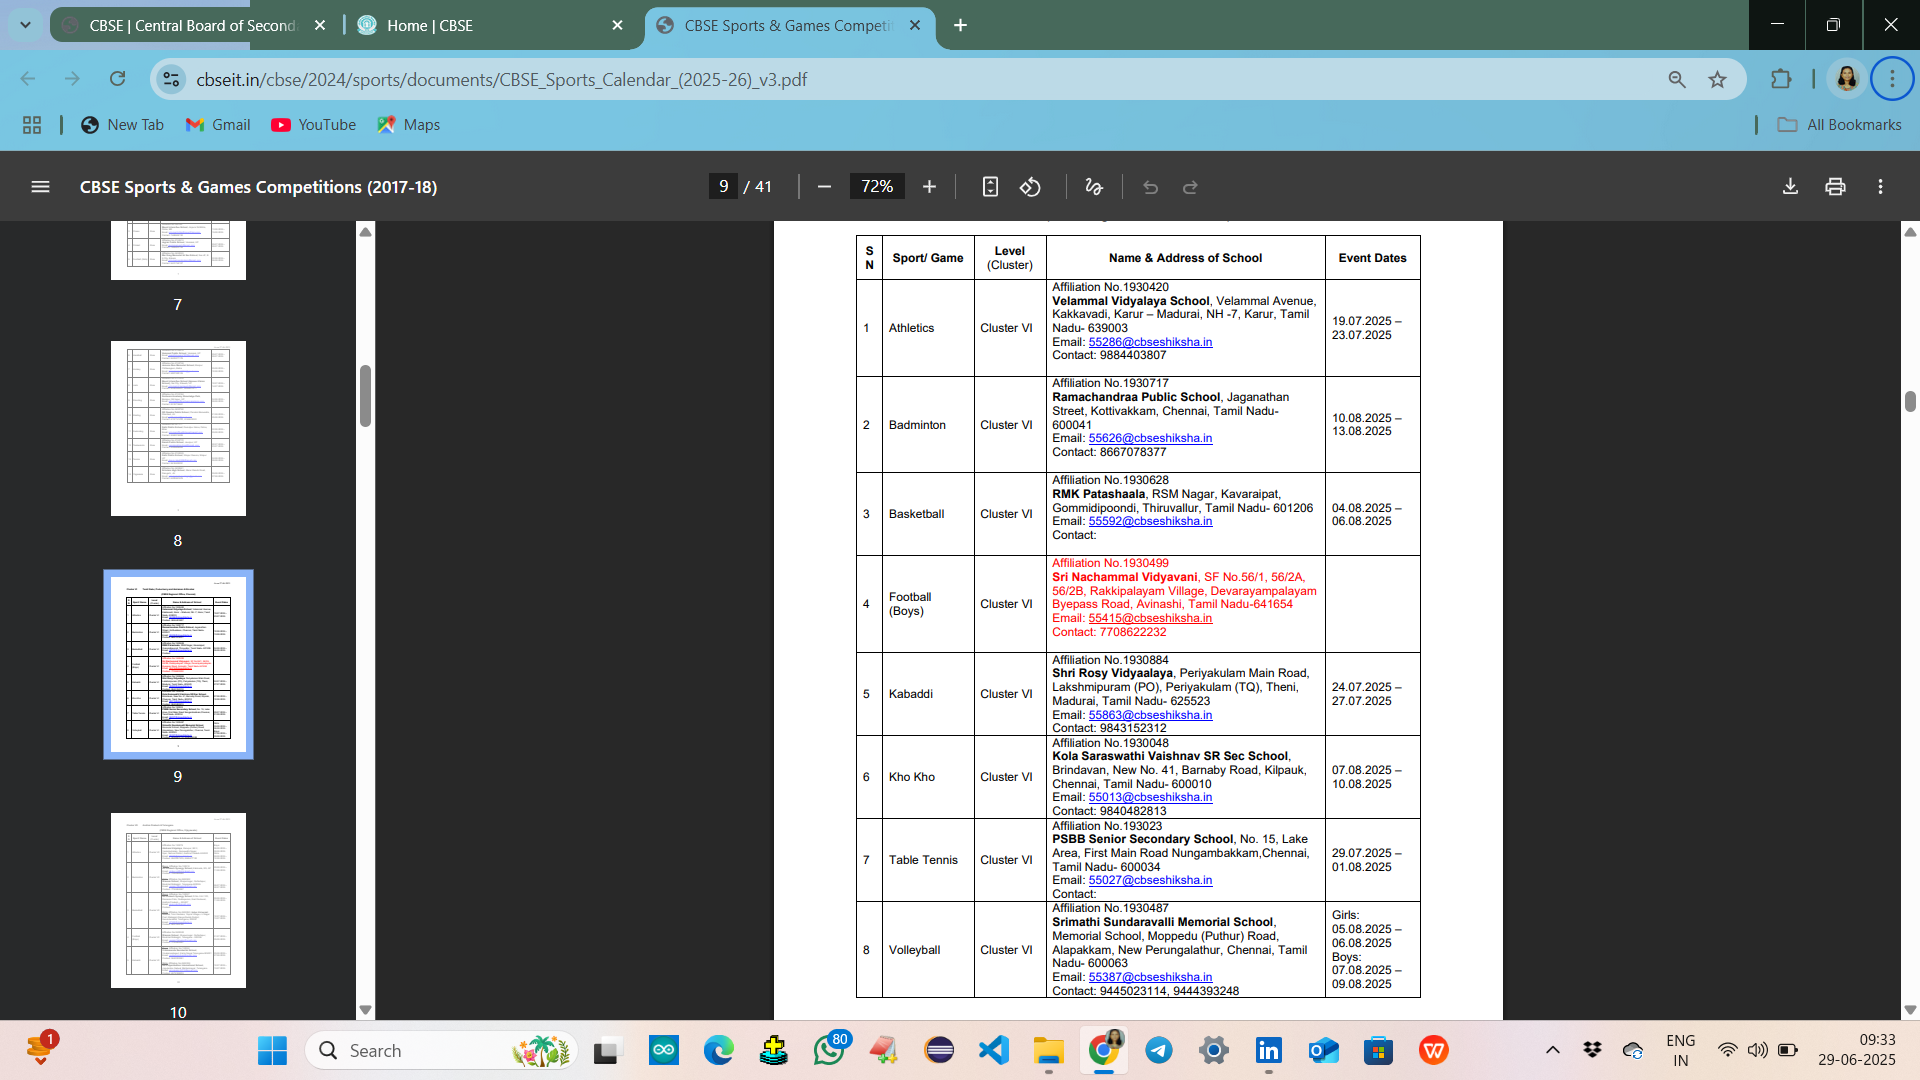 CBSE | Central Board of Second
Home | CBSE
CBSE Sports & Games Competi
cbseit.in/cbse/2024/sports/documents/CBSE_Sports_Calendar_(2025-26)_v3.pdf
New Tab
Gmail
YouTube
Maps
All Bookmarks
CBSE Sports & Games Competitions (2017-18)
9 / 41
72%
7
8
9
10
S N
Sport/ Game
Level (Cluster)
Name & Address of School
Event Dates
1
Athletics
Cluster VI
Affiliation No.1930420
Velammal Vidyalaya School, Velammal Avenue,
Kakkavadi, Karur – Madurai, NH -7, Karur, Tamil
Nadu- 639003
Email: 55286@cbseshiksha.in
Contact: 9884403807
19.07.2025 –
23.07.2025
2
Badminton
Cluster VI
Affiliation No.1930717
Ramachandraa Public School, Jaganathan
Street, Kottivakkam, Chennai, Tamil Nadu-
600041
Email: 55626@cbseshiksha.in
Contact: 8667078377
10.08.2025 –
13.08.2025
3
Basketball
Cluster VI
Affiliation No.1930628
RMK Patashaala, RSM Nagar, Kavaraipat,
Gommidipoondi, Thiruvallur, Tamil Nadu- 601206
Email: 55592@cbseshiksha.in
Contact:
04.08.2025 –
06.08.2025
4
Football
(Boys)
Cluster VI
Affiliation No.1930499
Sri Nachammal Vidyavani, SF No.56/1, 56/2A,
56/2B, Rakkipalayam Village, Devarayampalayam
Byepass Road, Avinashi, Tamil Nadu-641654
Email: 55415@cbseshiksha.in
Contact: 7708622232
5
Kabaddi
Cluster VI
Affiliation No.1930884
Shri Rosy Vidyaalaya, Periyakulam Main Road,
Lakshmipuram (PO), Periyakulam (TQ), Theni,
Madurai, Tamil Nadu- 625523
Email: 55863@cbseshiksha.in
Contact: 9843152312
24.07.2025 –
27.07.2025
6
Kho Kho
Cluster VI
Affiliation No.1930048
Kola Saraswathi Vaishnav SR Sec School,
Brindavan, New No. 41, Barnaby Road, Kilpauk,
Chennai, Tamil Nadu- 600010
Email: 55013@cbseshiksha.in
Contact: 9840482813
07.08.2025 –
10.08.2025
7
Table Tennis
Cluster VI
Affiliation No.193023
PSBB Senior Secondary School, No. 15, Lake
Area, First Main Road Nungambakkam,Chennai,
Tamil Nadu- 600034
Email: 55027@cbseshiksha.in
Contact:
29.07.2025 –
01.08.2025
8
Volleyball
Cluster VI
Affiliation No.1930487
Srimathi Sundaravalli Memorial School,
Memorial School, Moppedu (Puthur) Road,
Alapakkam, New Perungalathur, Chennai, Tamil
Nadu- 600063
Email: 55387@cbseshiksha.in
Contact: 9445023114, 9444393248
Girls:
05.08.2025 –
06.08.2025
Boys:
07.08.2025 –
09.08.2025
1
Search
80
ENG
IN
09:33
29-06-2025